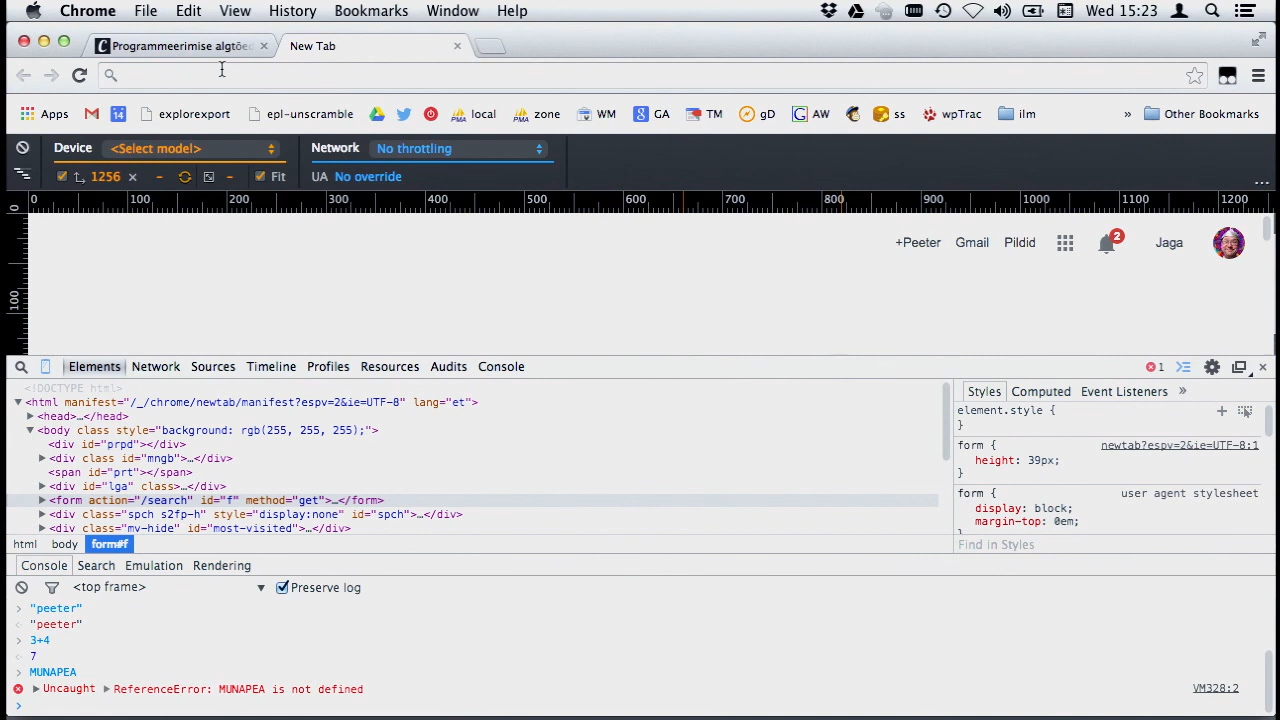 Chrome File Edit View History Bookmarks Window Help Wed 15:23
Programmeerimise algtõed New Tab
Apps 14 explorexport epl-unscramble PMA local PMA zone WM GA TM gD AW ss wpTrac ilm » Other Bookmarks
Device <Select model> Network No throttling
1256 × - - Fit UA No override ...
0 100 200 300 400 500 600 700 800 900 1000 1100 1200
0
100
+Peeter Gmail Pildid 2 Jaga
Elements Network Sources Timeline Profiles Resources Audits Console 1
<!DOCTYPE html>
<html manifest="/_/chrome/newtab/manifest?espv=2&ie=UTF-8" lang="et">
<head>…</head>
<body class style="background: rgb(255, 255, 255);">
<div id="prpd"></div>
<div class id="mngb">…</div>
<span id="prt"></span>
<div id="lga" class>…</div>
<form action="/search" id="f" method="get">…</form>
<div class="spch s2fp-h" style="display:none" id="spch">…</div>
<div class="mv-hide" id="most-visited">…</div>
html body form#f
Styles Computed Event Listeners »
element.style {
}
form { newtab?espv=2&ie=UTF-8:1
height: 39px;
}
form { user agent stylesheet
display: block;
margin-top: 0em;
}
Find in Styles
Console Search Emulation Rendering
<top frame> Preserve log
> "peeter"
< "peeter"
> 3+4
< 7
> MUNAPEA
Uncaught ReferenceError: MUNAPEA is not defined VM328:2
>